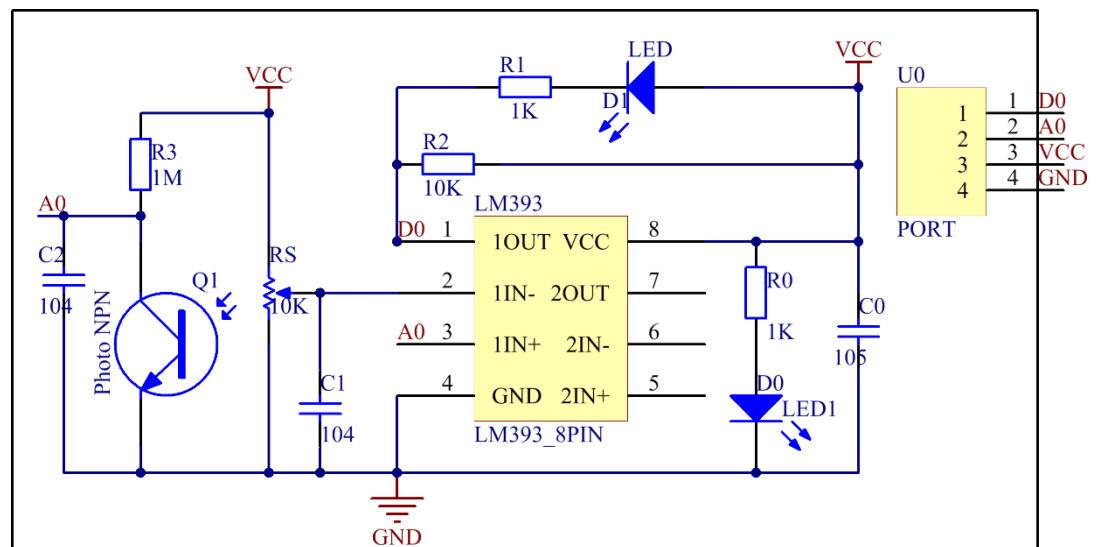 VCC
R3
1M
A0
C2
104
Photo NPN
Q1
RS
10K
C1
104
R1
1K
LED
D1
R2
10K
VCC
LM393
D0 1 1OUT VCC 8
2 1IN- 2OUT 7
A0 3 1IN+ 2IN- 6
4 GND 2IN+ 5
LM393_8PIN
GND
R0
1K
C0
105
D0
LED1
U0
1 1 D0
2 2 A0
3 3 VCC
4 4 GND
PORT